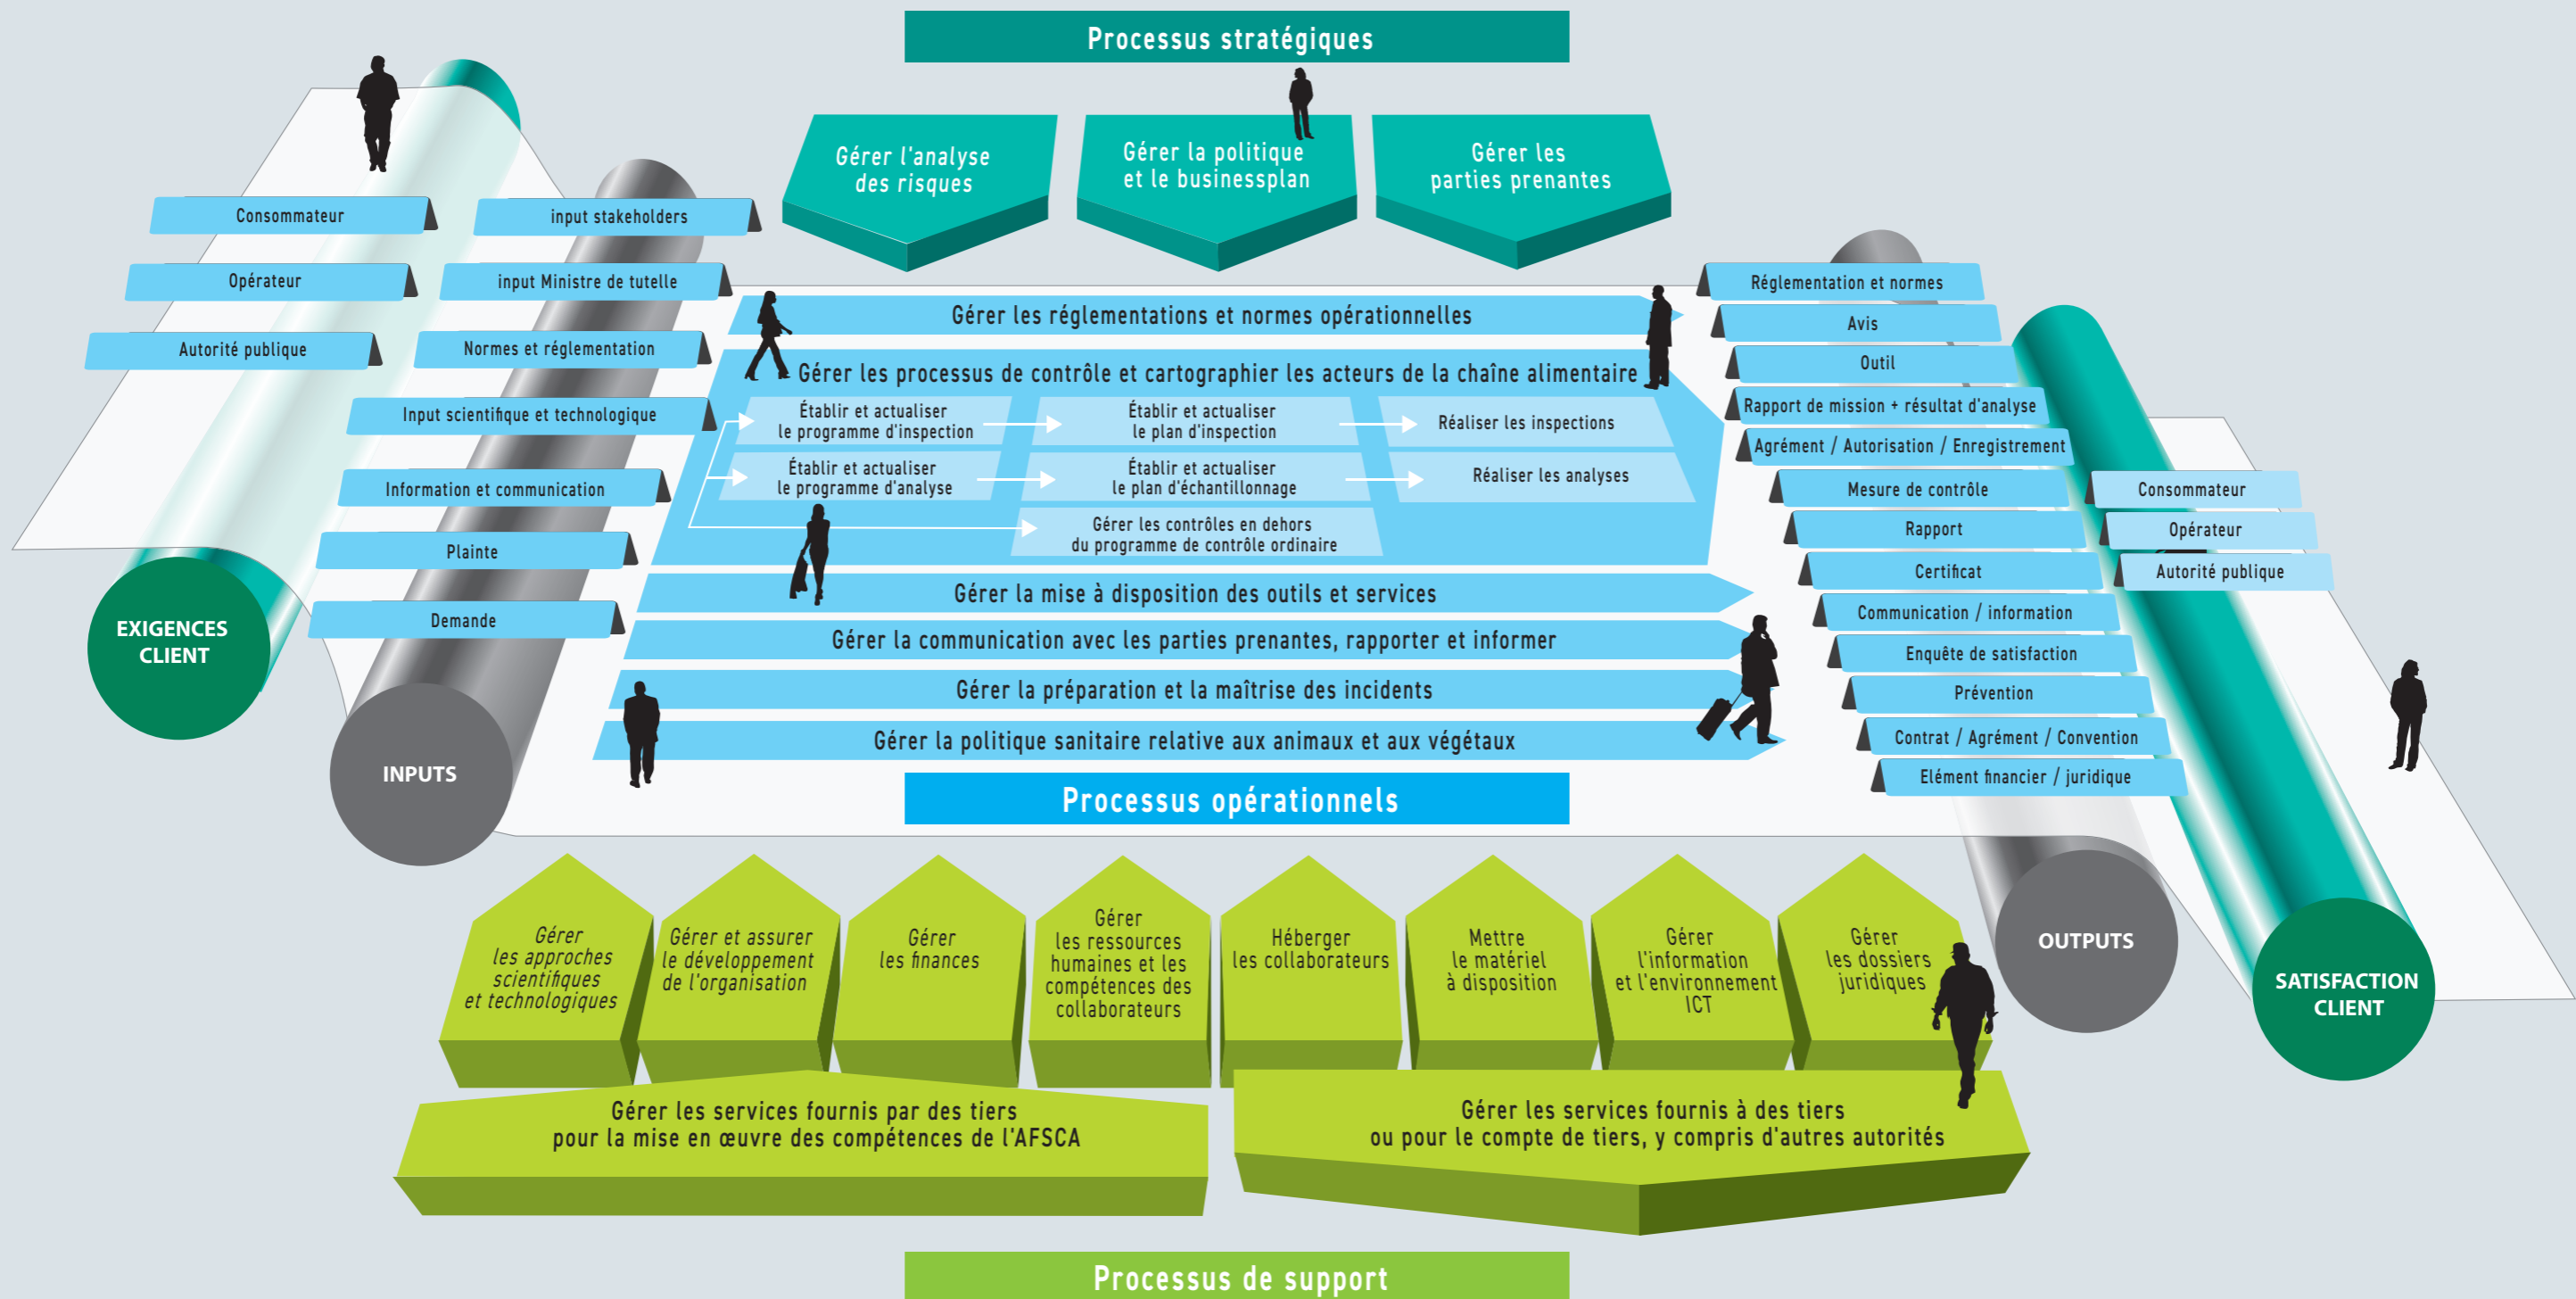 Processus stratégiques
Gérer l'analyse
des risques
Gérer la politique
et le businessplan
Gérer les
parties prenantes
Consommateur
Opérateur
Autorité publique
EXIGENCES
CLIENT
input stakeholders
input Ministre de tutelle
Normes et réglementation
Input scientifique et technologique
Information et communication
Plainte
Demande
INPUTS
Gérer les réglementations et normes opérationnelles
Gérer les processus de contrôle et cartographier les acteurs de la chaîne alimentaire
Établir et actualiser
le programme d'inspection
Établir et actualiser
le plan d'inspection
Réaliser les inspections
Établir et actualiser
le programme d'analyse
Établir et actualiser
le plan d'échantillonnage
Réaliser les analyses
Gérer les contrôles en dehors
du programme de contrôle ordinaire
Gérer la mise à disposition des outils et services
Gérer la communication avec les parties prenantes, rapporter et informer
Gérer la préparation et la maîtrise des incidents
Gérer la politique sanitaire relative aux animaux et aux végétaux
Processus opérationnels
Réglementation et normes
Avis
Outil
Rapport de mission + résultat d'analyse
Agrément / Autorisation / Enregistrement
Mesure de contrôle
Rapport
Certificat
Communication / information
Enquête de satisfaction
Prévention
Contrat / Agrément / Convention
Elément financier / juridique
OUTPUTS
Consommateur
Opérateur
Autorité publique
SATISFACTION
CLIENT
Gérer
les approches
scientifiques
et technologiques
Gérer et assurer
le développement
de l'organisation
Gérer
les finances
Gérer
les ressources
humaines et les
compétences des
collaborateurs
Héberger
les collaborateurs
Mettre
le matériel
à disposition
Gérer
l'information
et l'environnement
ICT
Gérer
les dossiers
juridiques
Gérer les services fournis par des tiers
pour la mise en œuvre des compétences de l'AFSCA
Gérer les services fournis à des tiers
ou pour le compte de tiers, y compris d'autres autorités
Processus de support